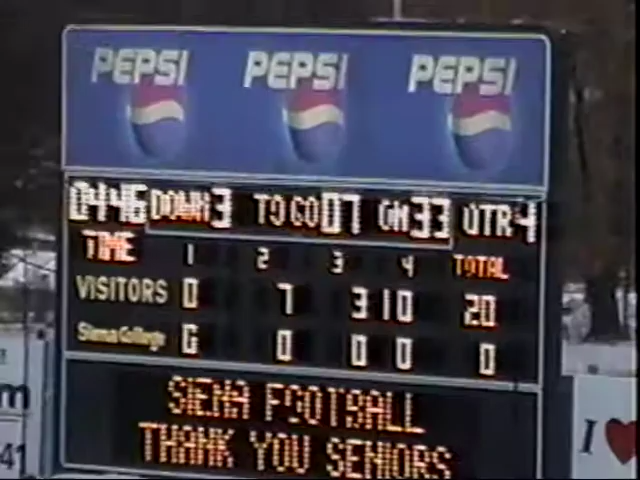 PEPSI PEPSI PEPSI
04:46 DOWN 3 TO GO 07 ON 33 QTR 4
TIME 1 2 3 4 TOTAL
VISITORS 0 7 3 10 20
Siena College 0 0 0 0
SIENA FOOTBALL
THANK YOU SENIORS
m
41
I